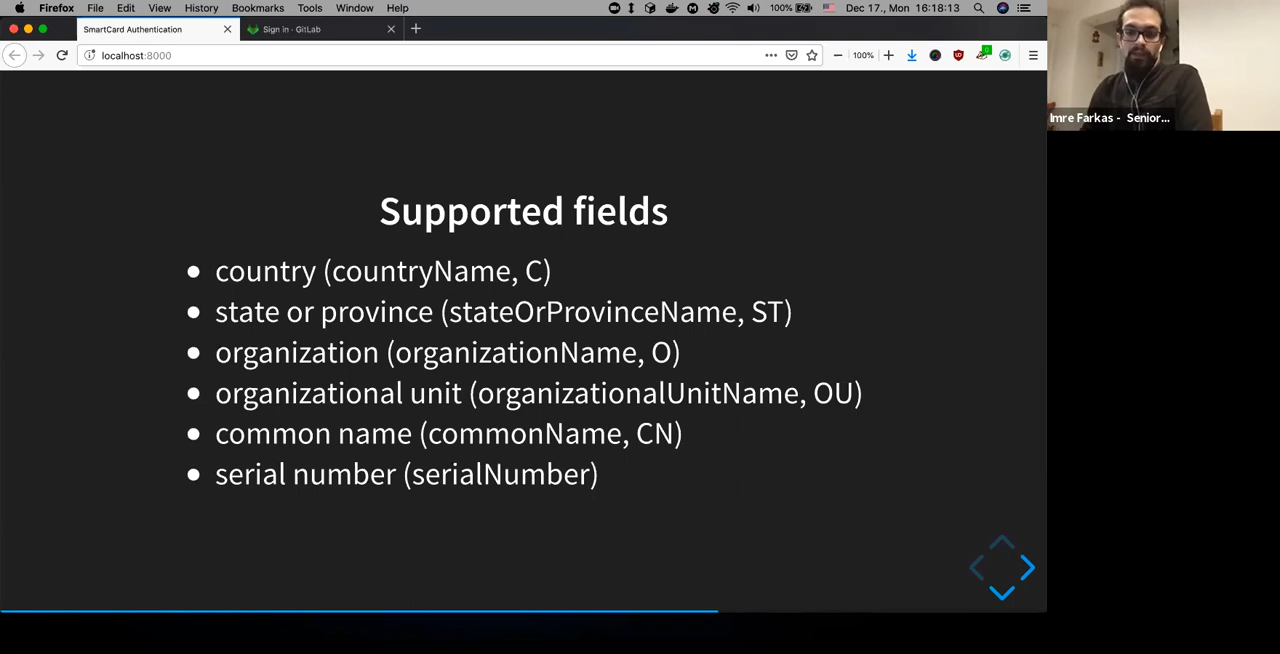 Firefox File Edit View History Bookmarks Tools Window Help 100% Dec 17., Mon 16:18:13
SmartCard Authentication Sign in · GitLab
localhost:8000 100% 0
Imre Farkas - Senior...
Supported fields
• country (countryName, C)
• state or province (stateOrProvinceName, ST)
• organization (organizationName, O)
• organizational unit (organizationalUnitName, OU)
• common name (commonName, CN)
• serial number (serialNumber)